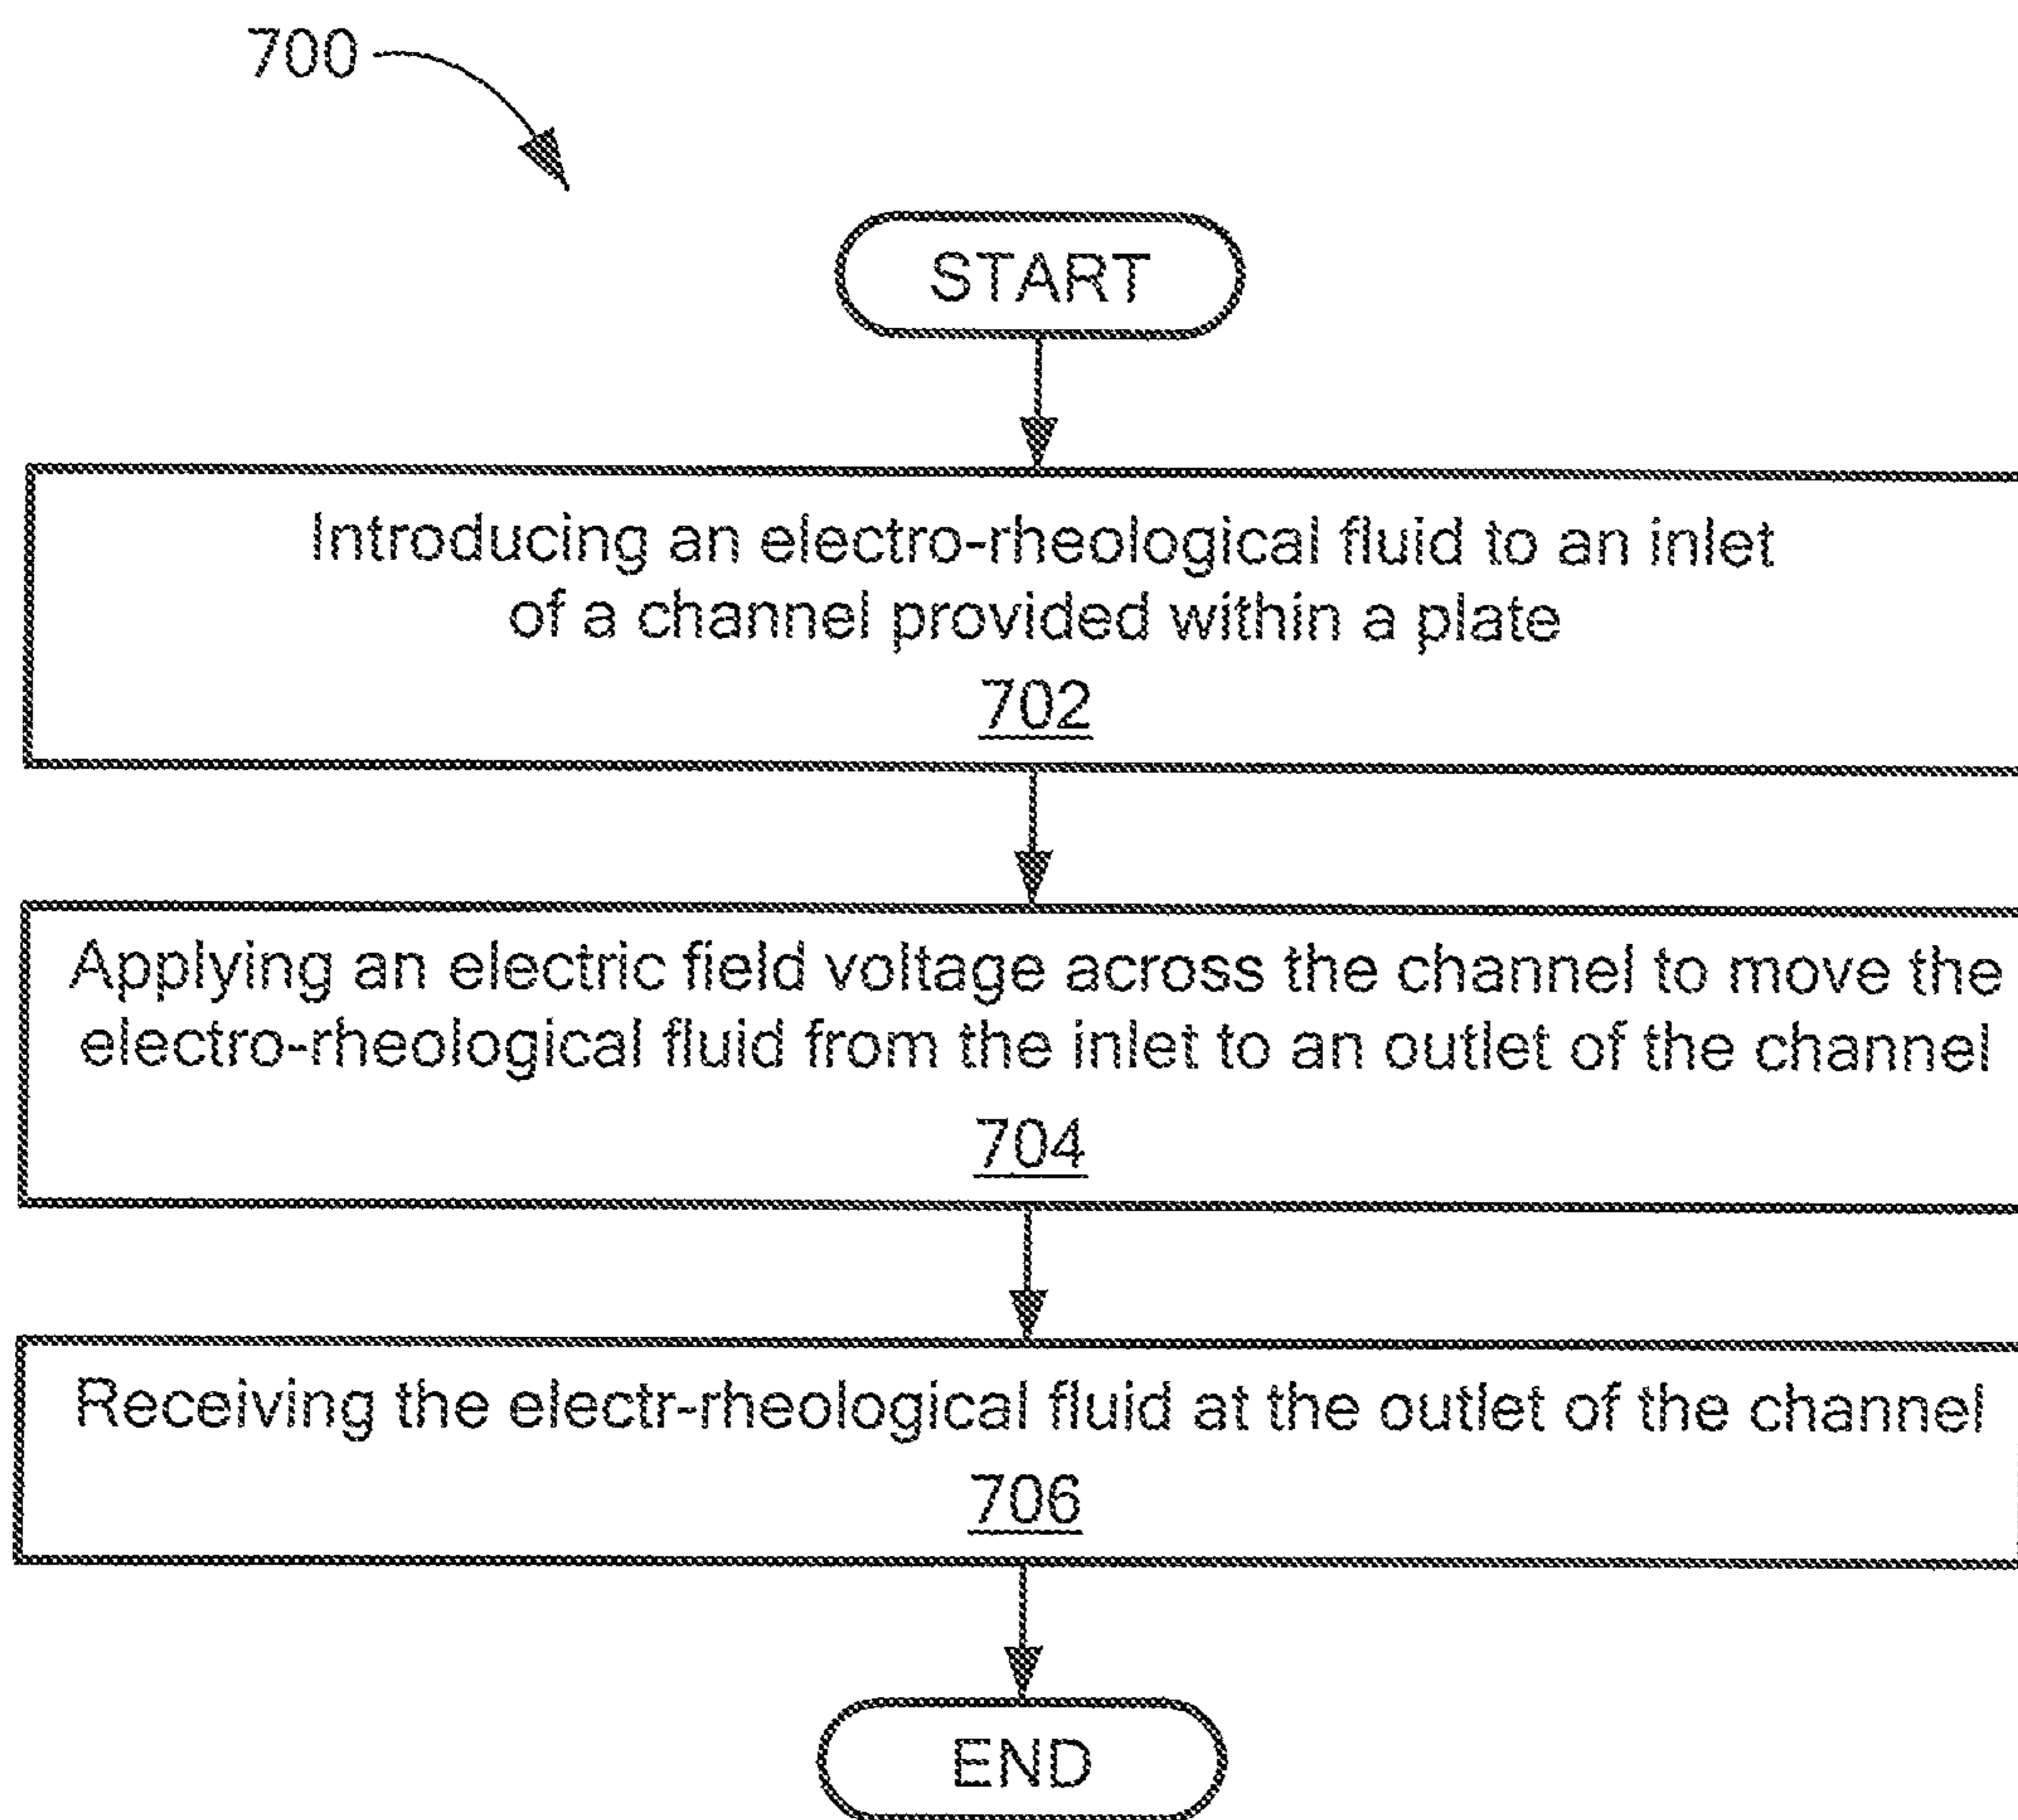 700
START
Introducing an electro-rheological fluid to an inlet
of a channel provided within a plate
702
Applying an electric field voltage across the channel to move the
electro-rheological fluid from the inlet to an outlet of the channel
704
Receiving the electr-rheological fluid at the outlet of the channel
706
END